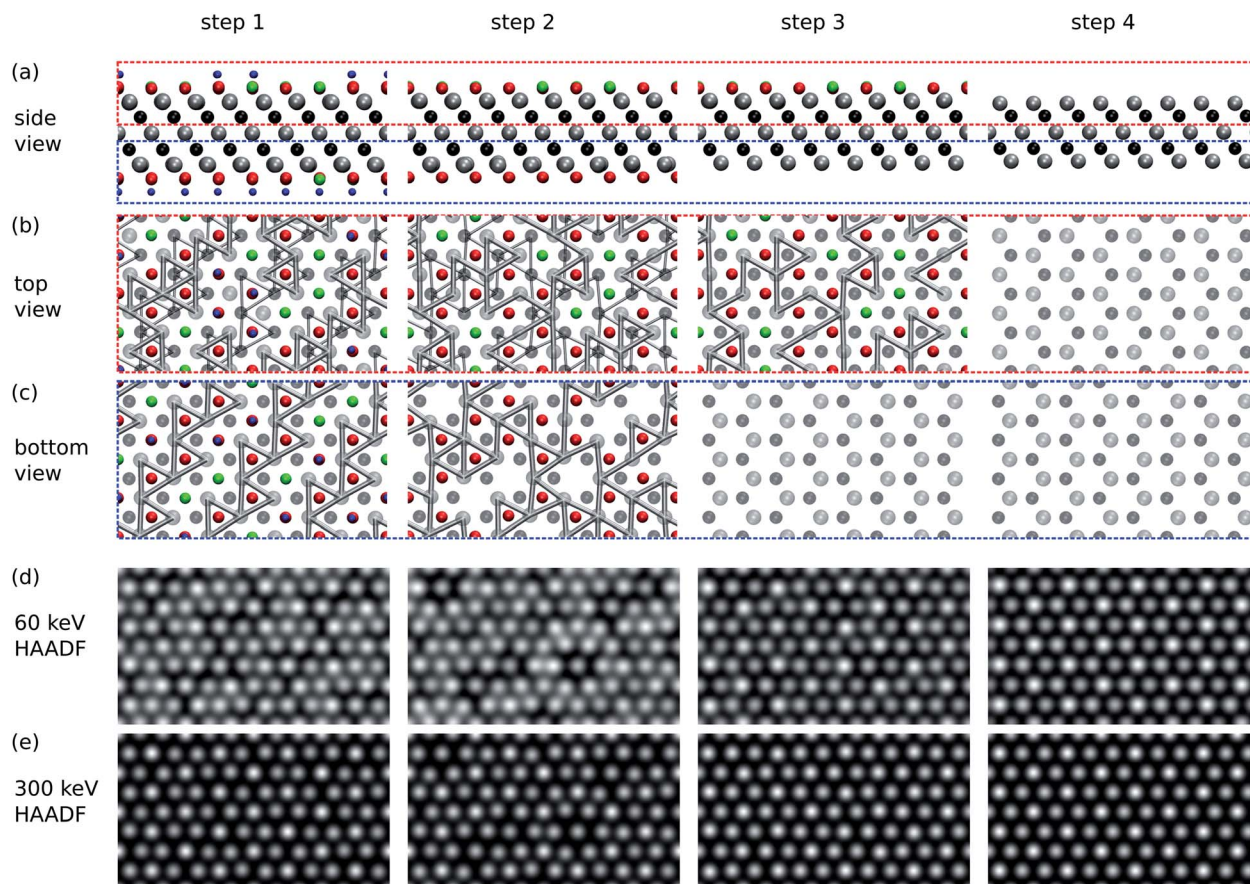 step 1 step 2 step 3 step 4
(a)
side
view
(b)
top
view
(c)
bottom
view
(d)
60 keV
HAADF
(e)
300 keV
HAADF